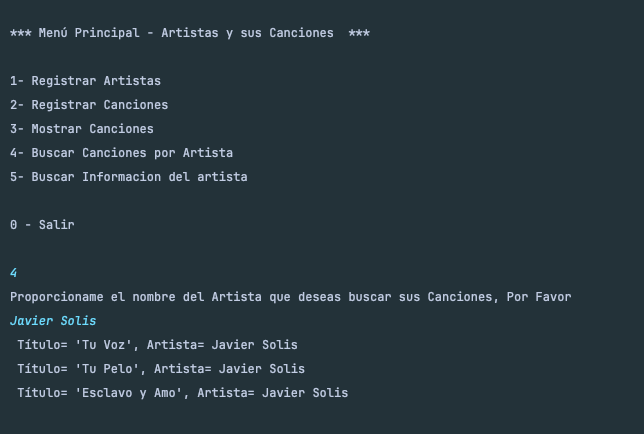 *** Menú Principal - Artistas y sus Canciones  ***
1- Registrar Artistas
2- Registrar Canciones
3- Mostrar Canciones
4- Buscar Canciones por Artista
5- Buscar Informacion del artista
0 - Salir
4
Proporcioname el nombre del Artista que deseas buscar sus Canciones, Por Favor
Javier Solis
Título= 'Tu Voz', Artista= Javier Solis
Título= 'Tu Pelo', Artista= Javier Solis
Título= 'Esclavo y Amo', Artista= Javier Solis